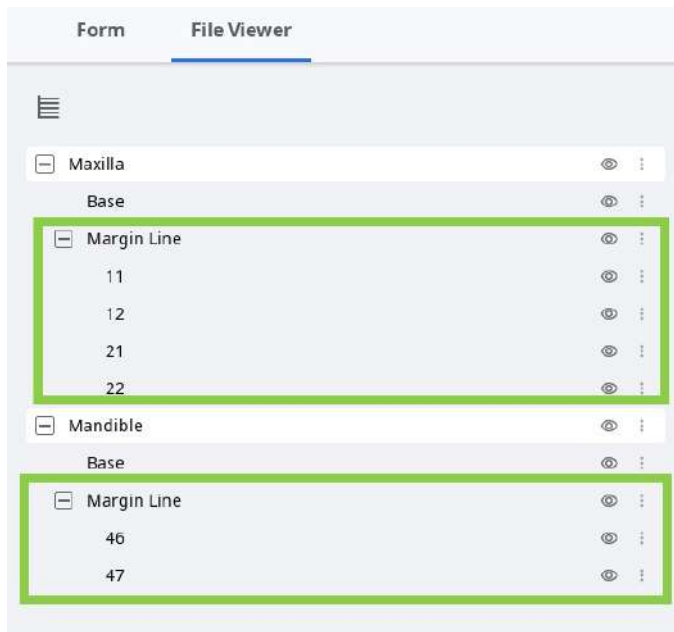 Form File Viewer
Maxilla
Base
Margin Line
11
12
21
22
Mandible
Base
Margin Line
46
47